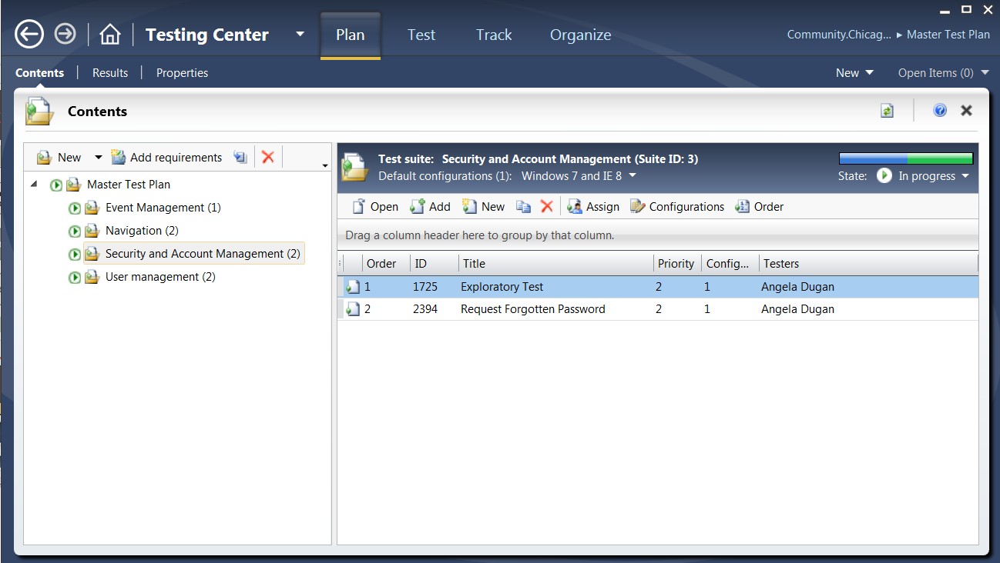 Testing Center
Plan
Test
Track
Organize
Community.Chicag... ▸ Master Test Plan
Contents
Results
Properties
New
Open Items (0)
Contents
New
Add requirements
Master Test Plan
Event Management (1)
Navigation (2)
Security and Account Management (2)
User management (2)
Test suite: Security and Account Management (Suite ID: 3)
Default configurations (1): Windows 7 and IE 8
State: In progress
Open
Add
New
Assign
Configurations
Order
Drag a column header here to group by that column.
Order ID Title Priority Config... Testers
1 1725 Exploratory Test 2 1 Angela Dugan
2 2394 Request Forgotten Password 2 1 Angela Dugan